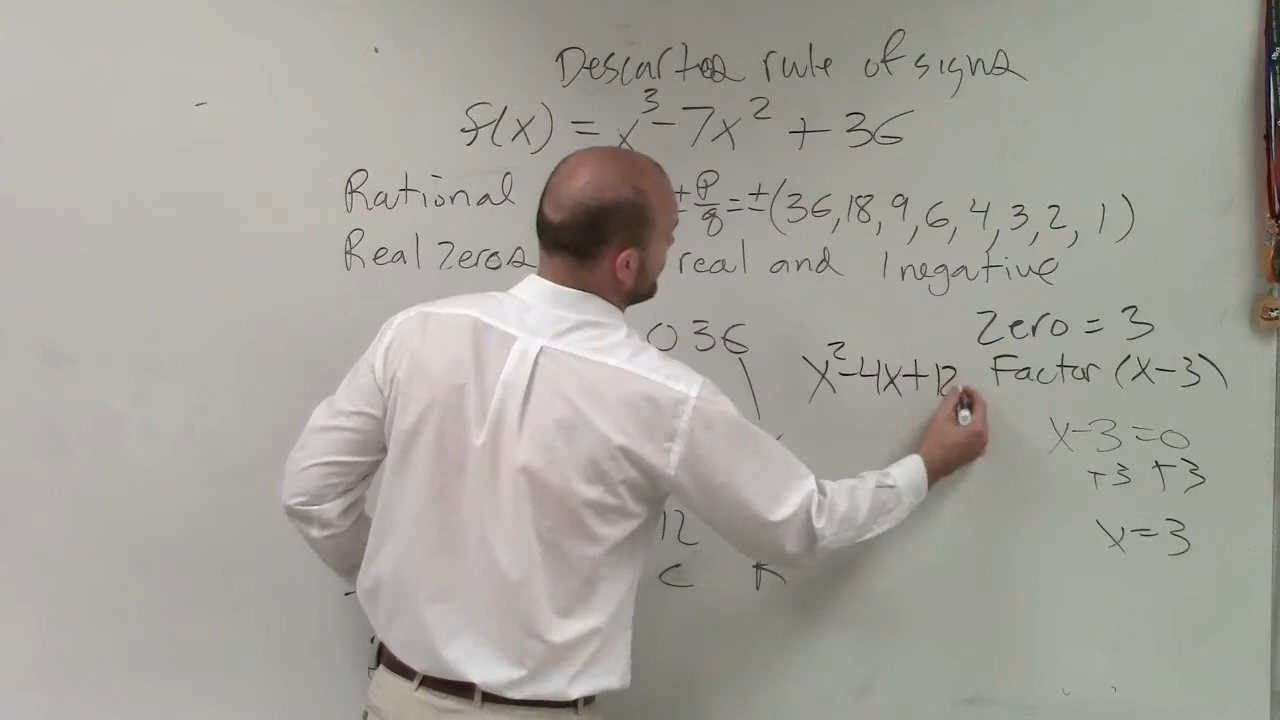 Descartes rule of signs
f(x) = x³ - 7x² + 36
Rational ± p/q = ± (36, 18, 9, 6, 4, 3, 2, 1)
Real zeros real and 1 negative
Zero = 3
0 36
x² - 4x + 12 Factor (x - 3)
x - 3 = 0
+3 +3
12
x = 3
C R